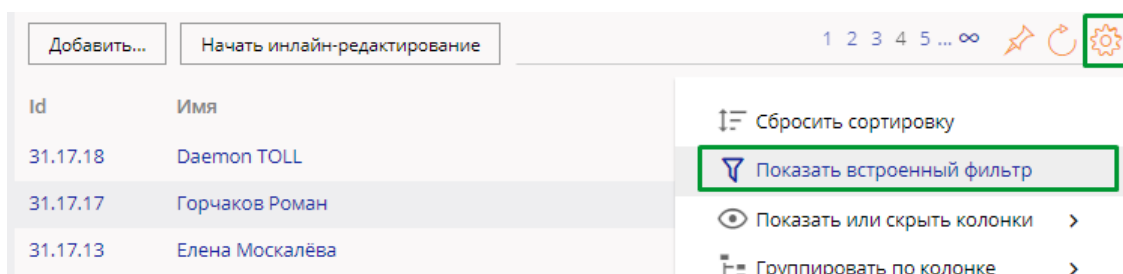 Добавить... Начать инлайн-редактирование 1 2 3 4 5 ... ∞
Id Имя
Сбросить сортировку
31.17.18 Daemon TOLL
Показать встроенный фильтр
31.17.17 Горчаков Роман
Показать или скрыть колонки >
31.17.13 Елена Москалёва
Группировать по колонке >